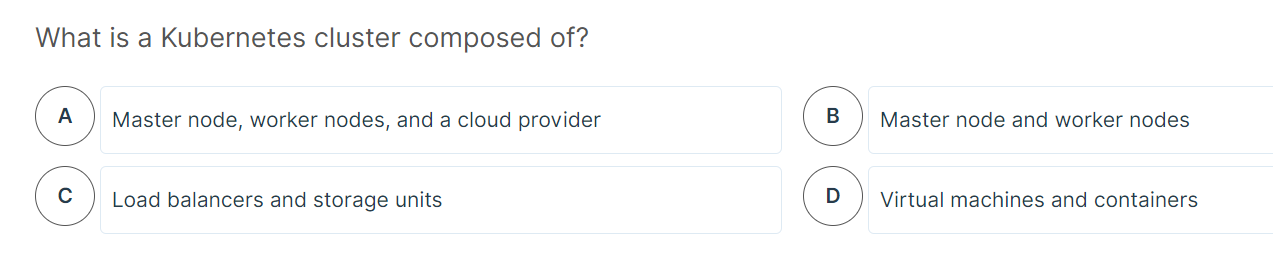 What is a Kubernetes cluster composed of?
A Master node, worker nodes, and a cloud provider
B Master node and worker nodes
C Load balancers and storage units
D Virtual machines and containers